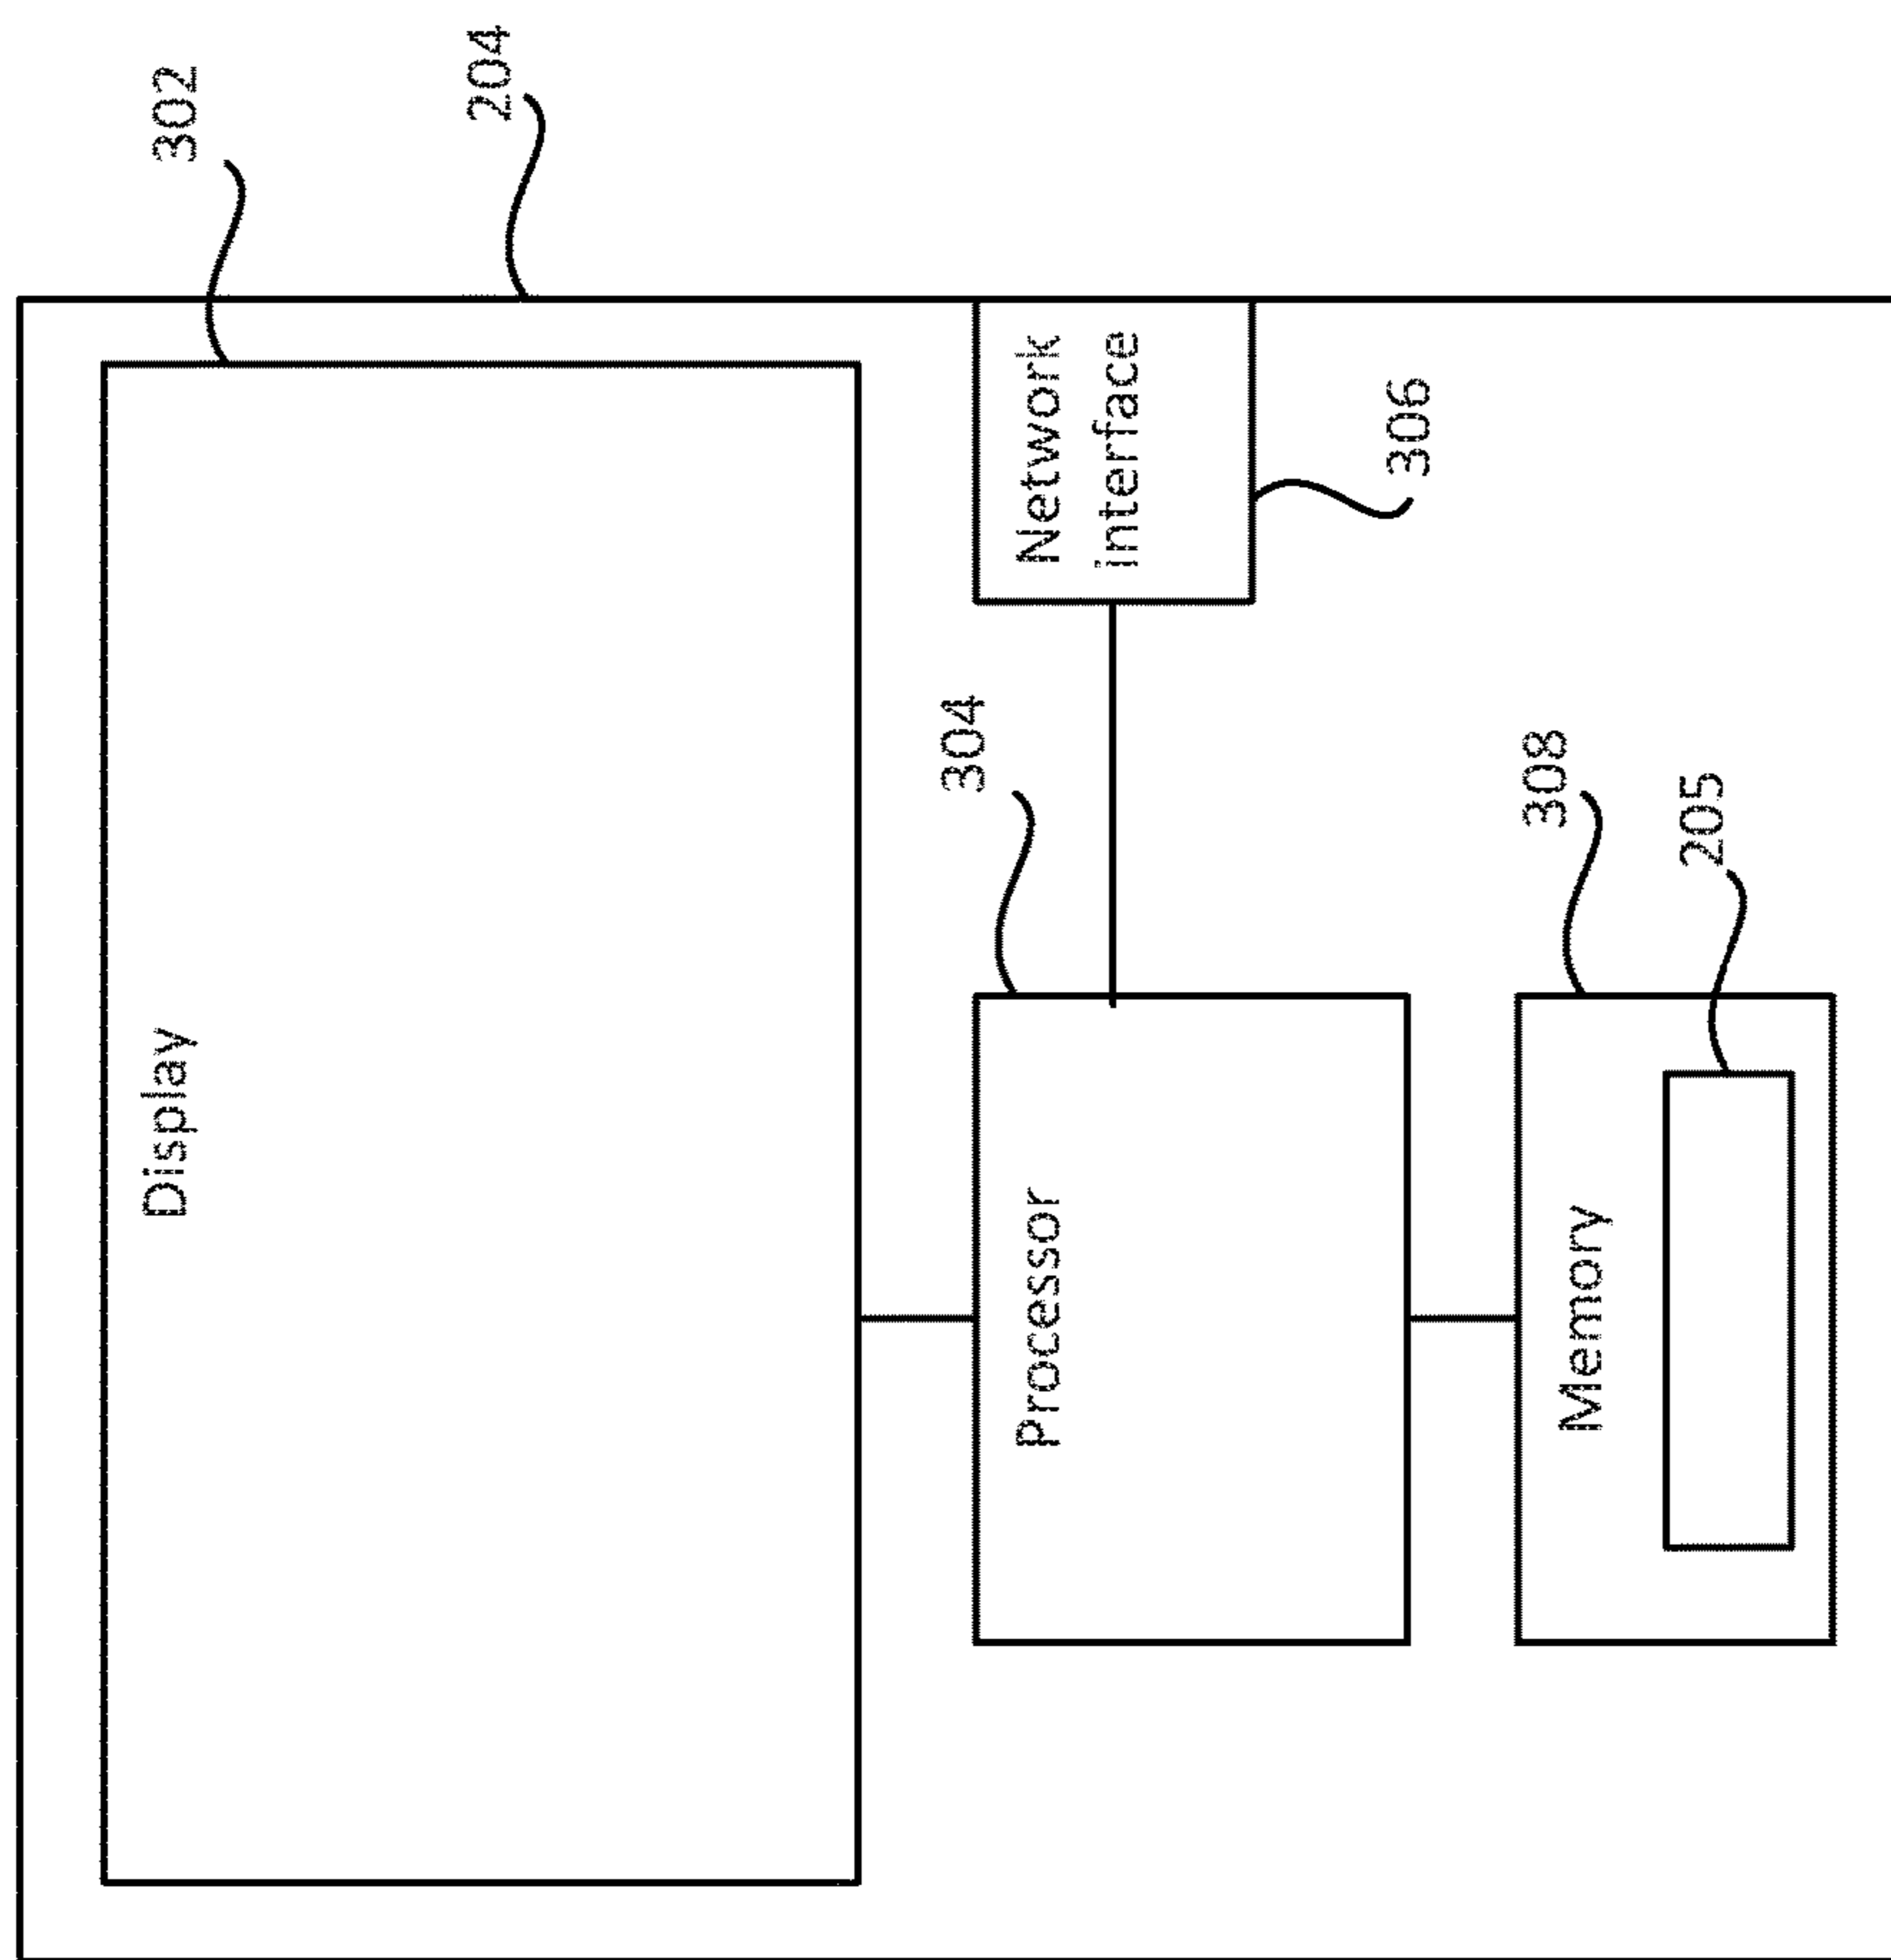 302
204
Display
Network
interface
306
304
Processor
308
205
Memory